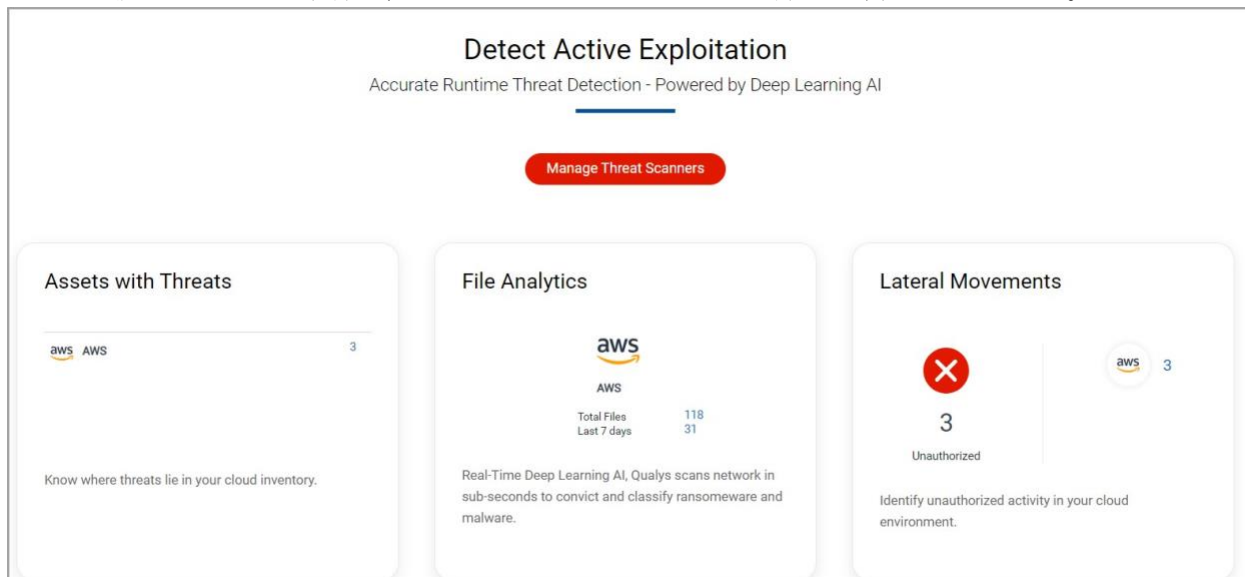 Detect Active Exploitation
Accurate Runtime Threat Detection - Powered by Deep Learning AI
Manage Threat Scanners
Assets with Threats
aws AWS 3
Know where threats lie in your cloud inventory.
File Analytics
aws
AWS
Total Files 118
Last 7 days 31
Real-Time Deep Learning AI, Qualys scans network in
sub-seconds to convict and classify ransomeware and
malware.
Lateral Movements
aws 3
3
Unauthorized
Identify unauthorized activity in your cloud
environment.